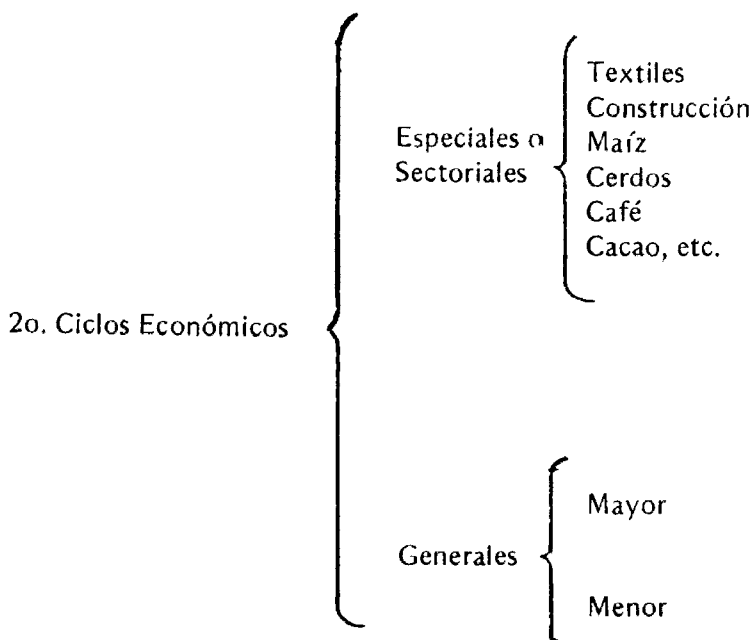 Textiles
Construcción
Especiales o
Maíz
Sectoriales
Cerdos
Café
Cacao, etc.
2o. Ciclos Económicos
Mayor
Generales
Menor